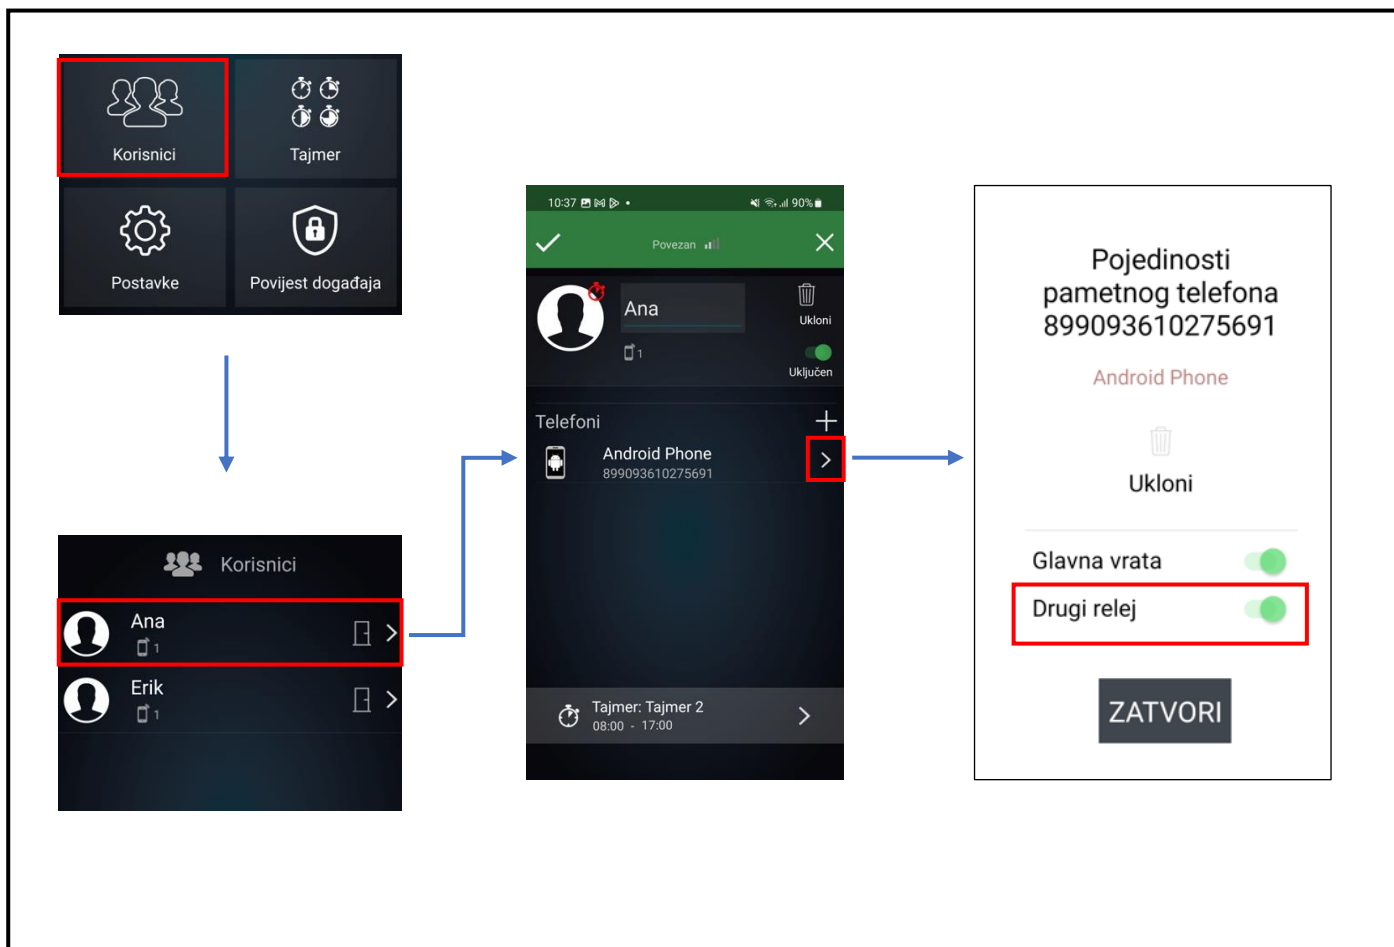 Korisnici
Tajmer
Postavke
Povijest događaja
Korisnici
Ana
1
Erik
1
10:37
90%
Povezan
Ana
Ukloni
1
Uključen
Telefoni
Android Phone
899093610275691
Tajmer: Tajmer 2
08:00 - 17:00
Pojedinosti
pametnog telefona
899093610275691
Android Phone
Ukloni
Glavna vrata
Drugi relej
ZATVORI